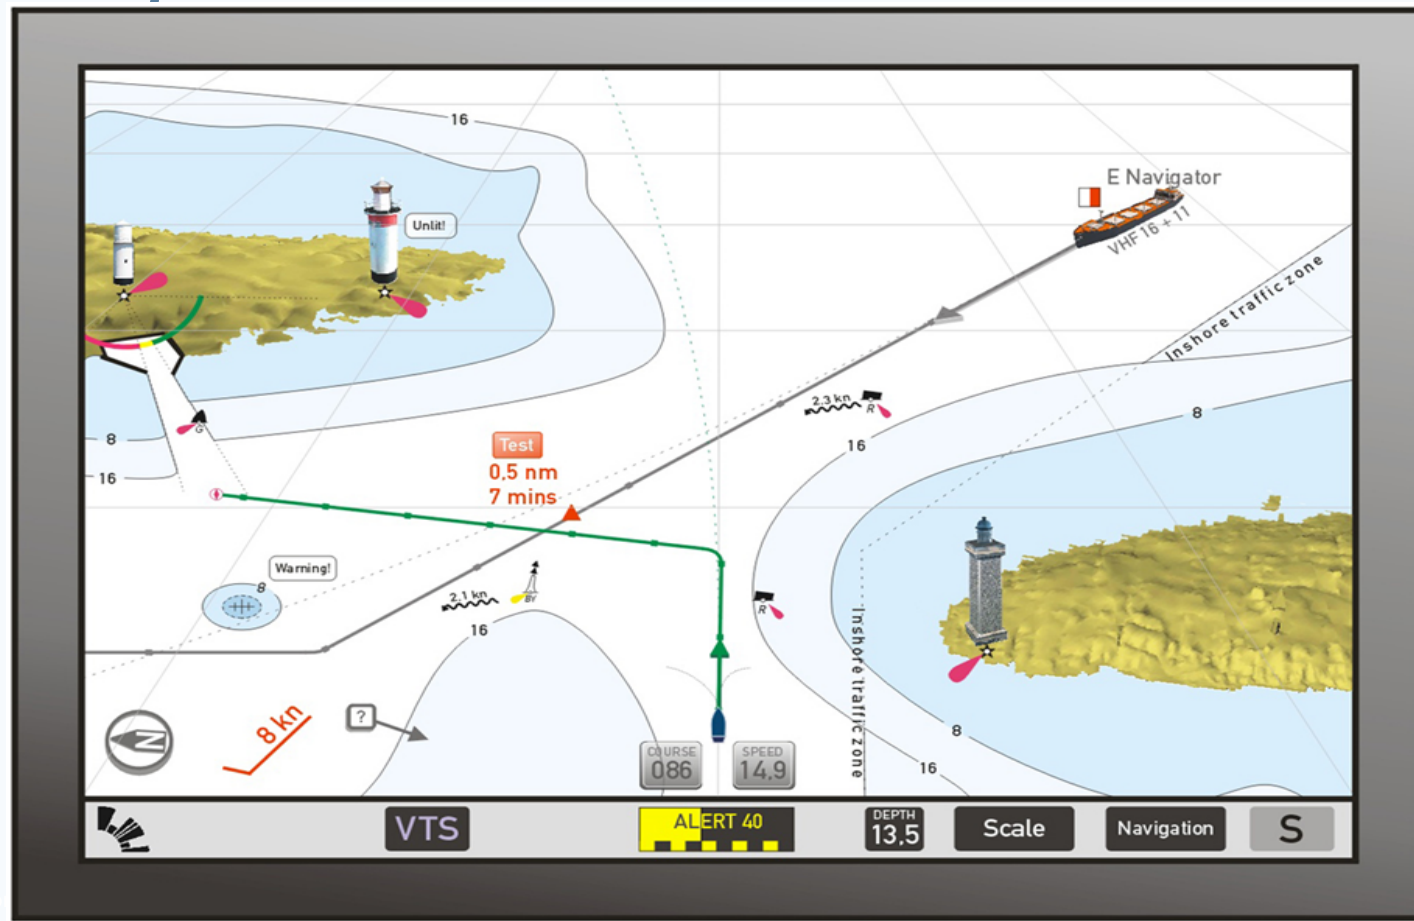 16
E Navigator
VHF 16 + 11
Unlit!
Inshore traffic zone
2.3 kn
R
8
G
8
16
16
Test
0,5 nm
7 mins
Warning!
8
2.1 kn
BY
R
16
Inshore traffic zone
8 kn
?
N
8
16
COURSE
086
SPEED
14,9
VTS
ALERT 40
DEPTH
13,5
Scale
Navigation
S